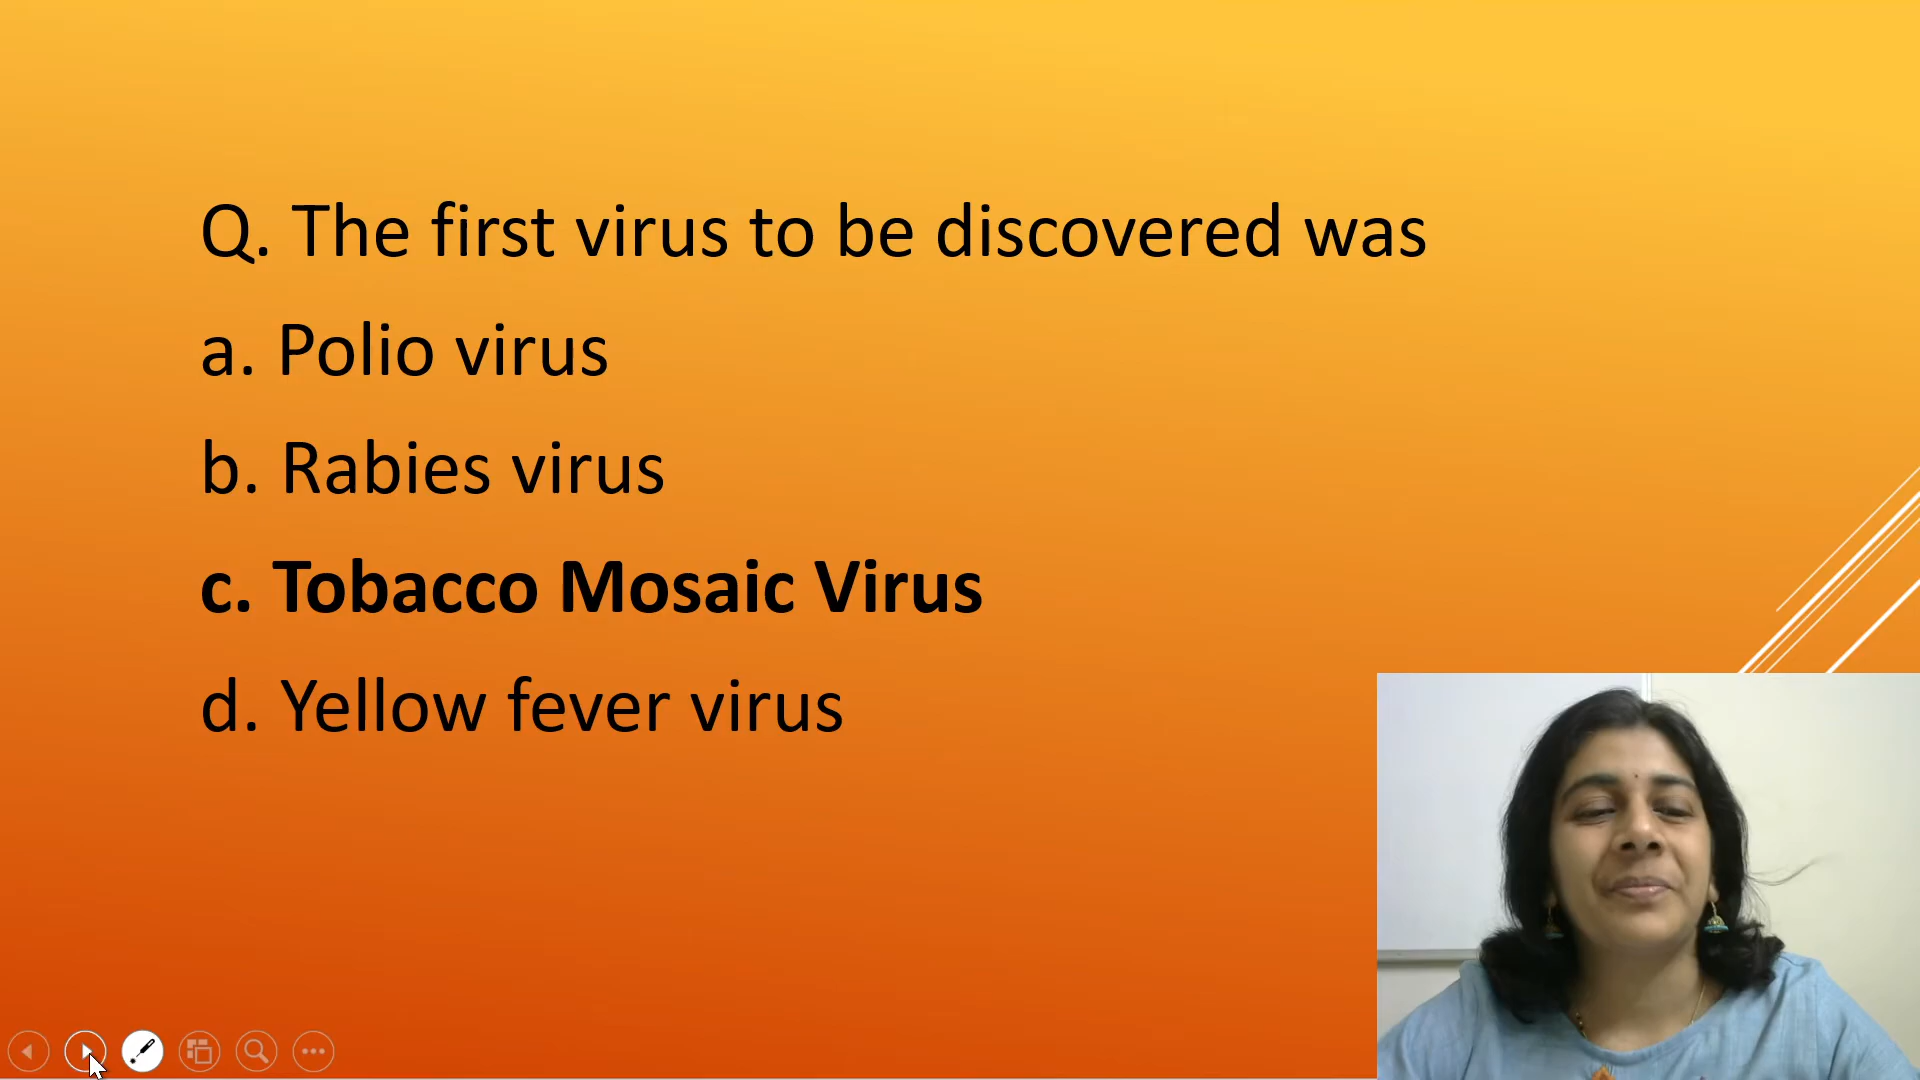 Q. The first virus to be discovered was
a. Polio virus
b. Rabies virus
c. Tobacco Mosaic Virus
d. Yellow fever virus